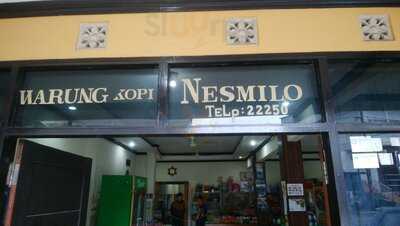 WARUNG KOPI NESMILO
TELp: 22250